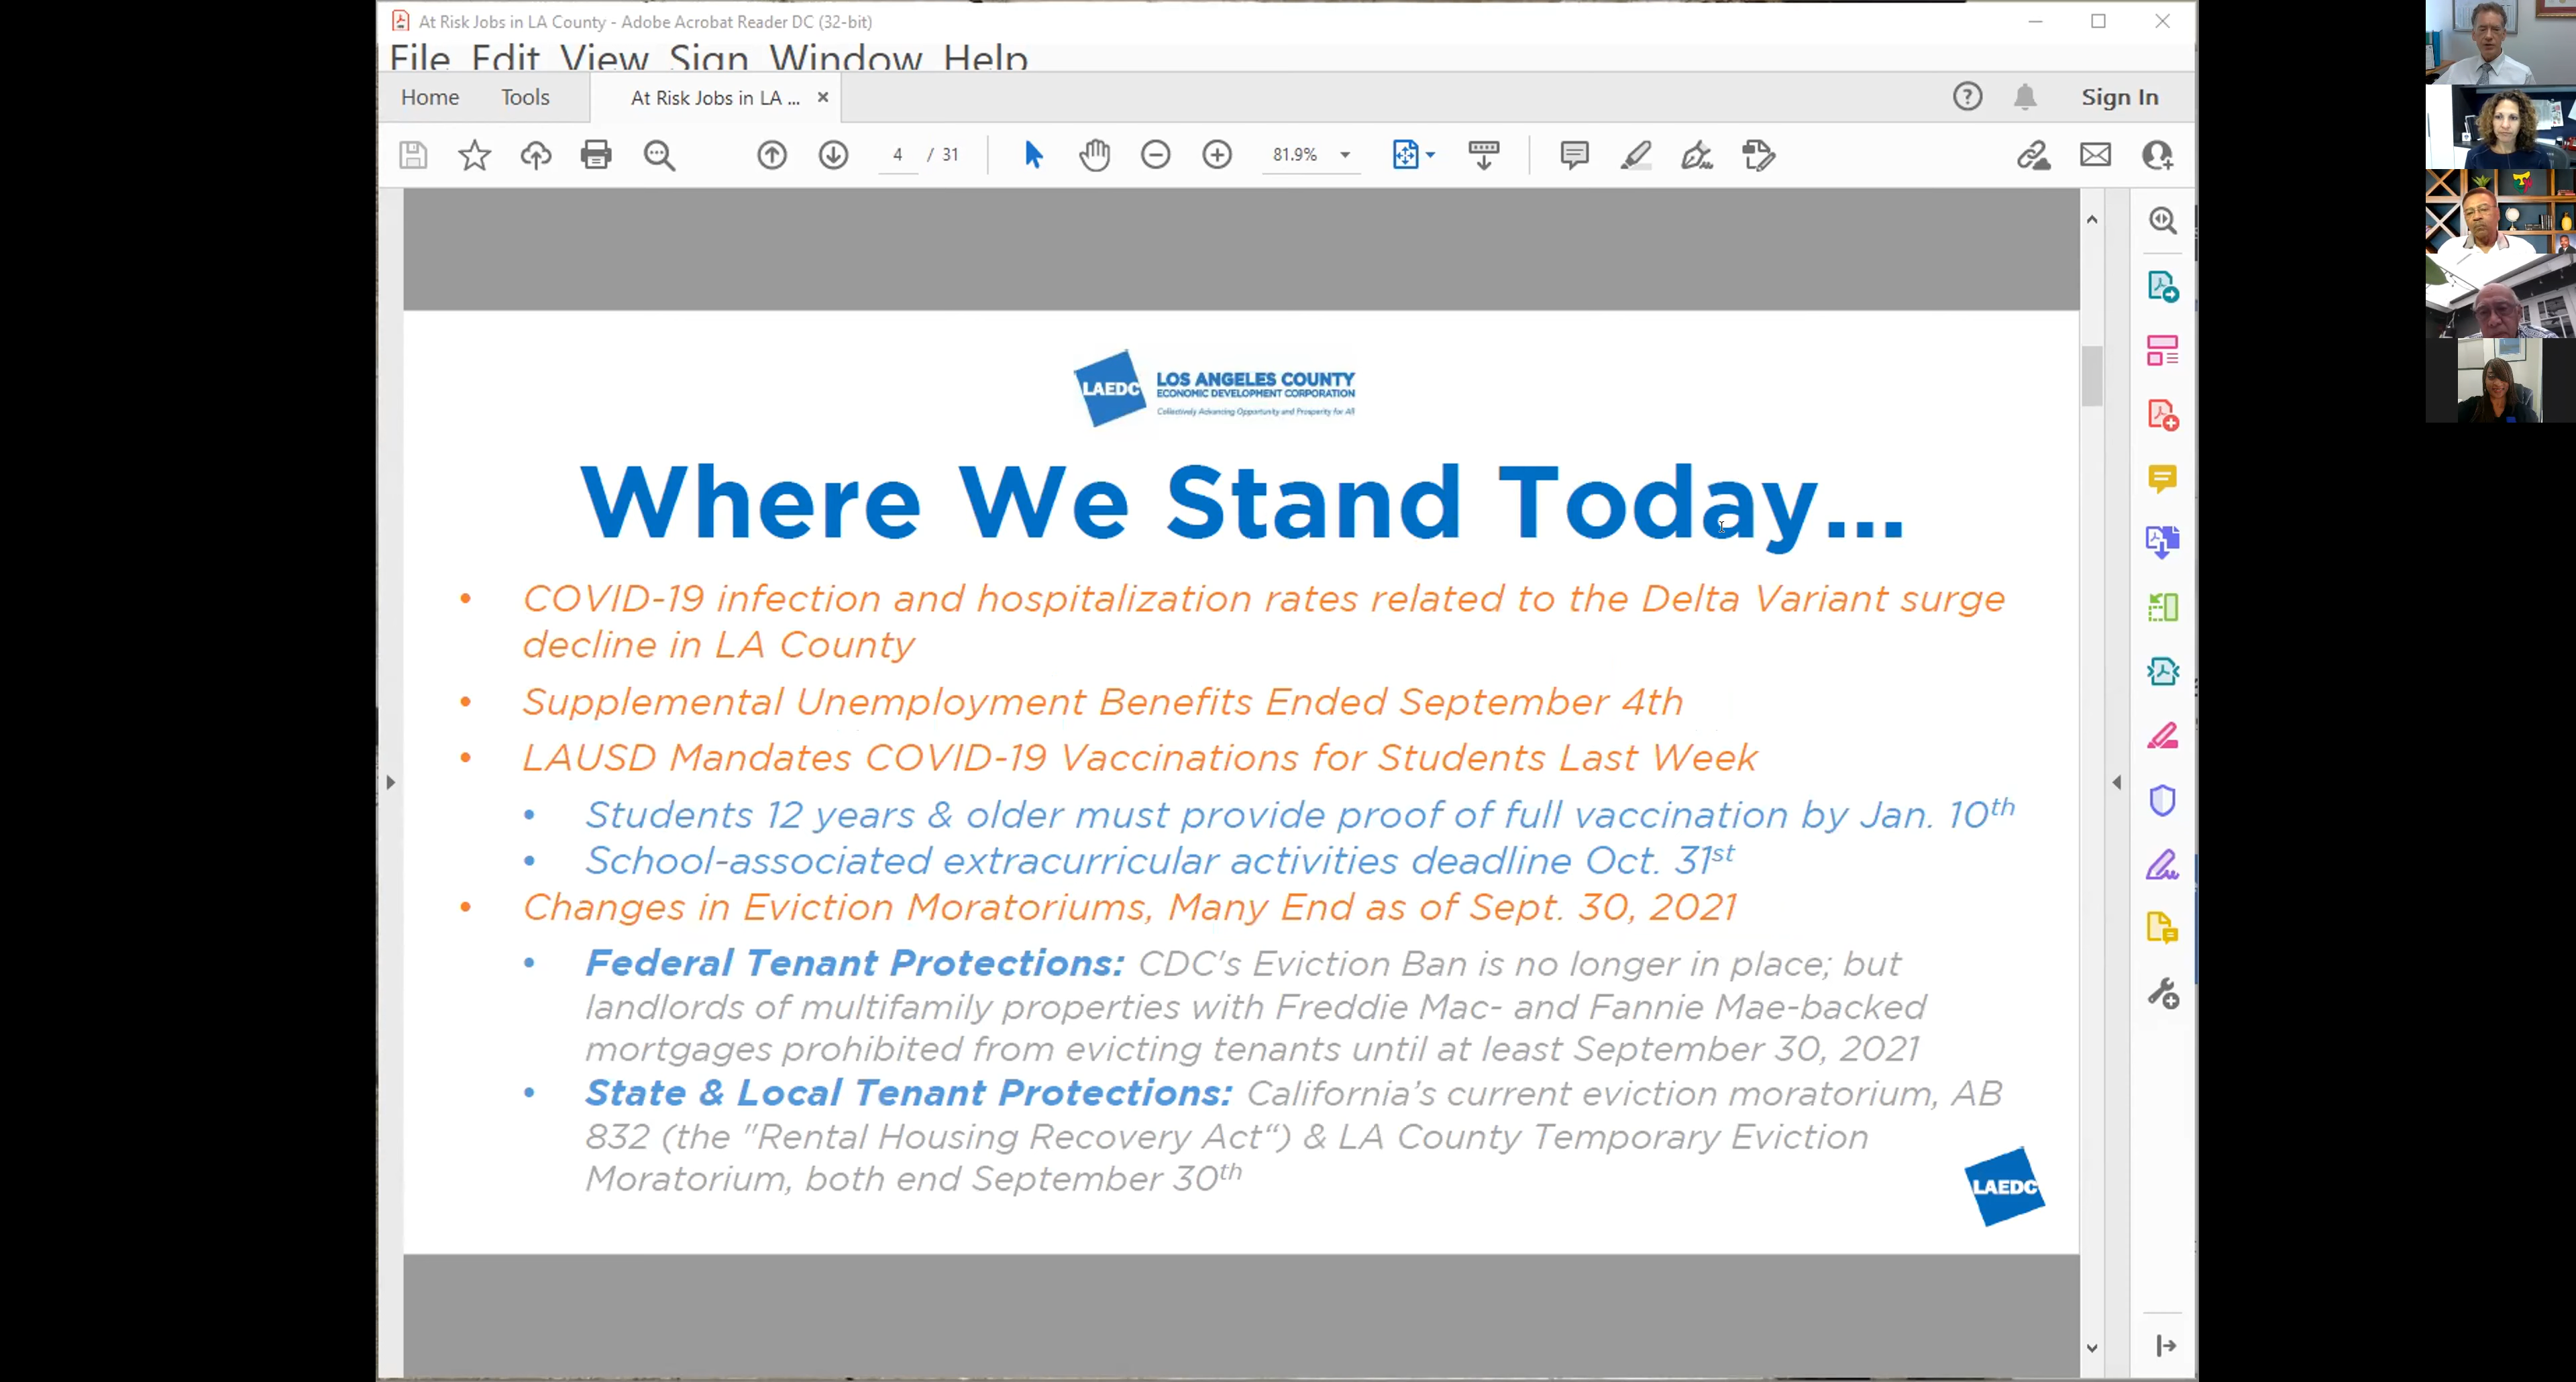 At Risk Jobs in LA County - Adobe Acrobat Reader DC (32-bit)
File Edit View Sign Window Help
Home Tools At Risk Jobs in LA ... Sign In
4 / 31 81.9%
LAEDC
LOS ANGELES COUNTY
ECONOMIC DEVELOPMENT CORPORATION
Collectively Advancing Opportunity and Prosperity for All
Where We Stand Today...
• COVID-19 infection and hospitalization rates related to the Delta Variant surge
decline in LA County
• Supplemental Unemployment Benefits Ended September 4th
• LAUSD Mandates COVID-19 Vaccinations for Students Last Week
• Students 12 years & older must provide proof of full vaccination by Jan. 10th
• School-associated extracurricular activities deadline Oct. 31st
• Changes in Eviction Moratoriums, Many End as of Sept. 30, 2021
• Federal Tenant Protections: CDC's Eviction Ban is no longer in place; but
landlords of multifamily properties with Freddie Mac- and Fannie Mae-backed
mortgages prohibited from evicting tenants until at least September 30, 2021
• State & Local Tenant Protections: California’s current eviction moratorium, AB
832 (the "Rental Housing Recovery Act“) & LA County Temporary Eviction
Moratorium, both end September 30th
LAEDC